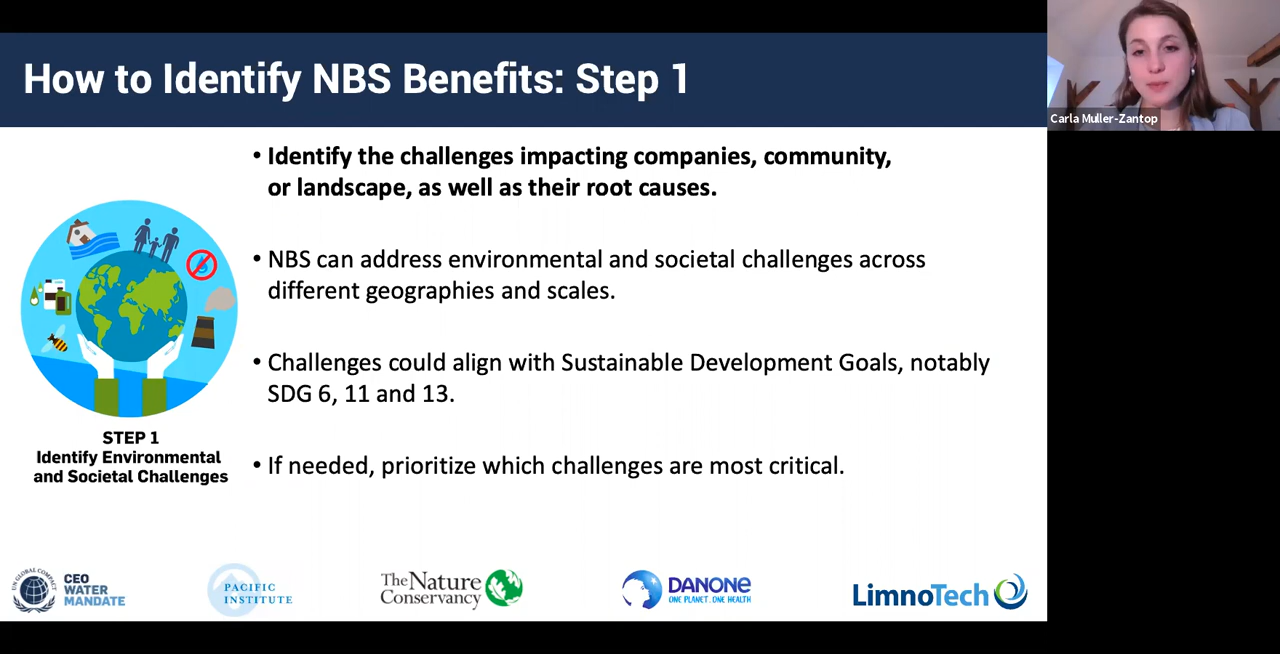 How to Identify NBS Benefits: Step 1
Carla Muller-Zantop
• Identify the challenges impacting companies, community,
or landscape, as well as their root causes.
• NBS can address environmental and societal challenges across
different geographies and scales.
• Challenges could align with Sustainable Development Goals, notably
SDG 6, 11 and 13.
• If needed, prioritize which challenges are most critical.
STEP 1
Identify Environmental
and Societal Challenges
UN GLOBAL COMPACT
CEO
WATER
MANDATE
PACIFIC
INSTITUTE
The Nature
Conservancy
DANONE
ONE PLANET. ONE HEALTH
LimnoTech